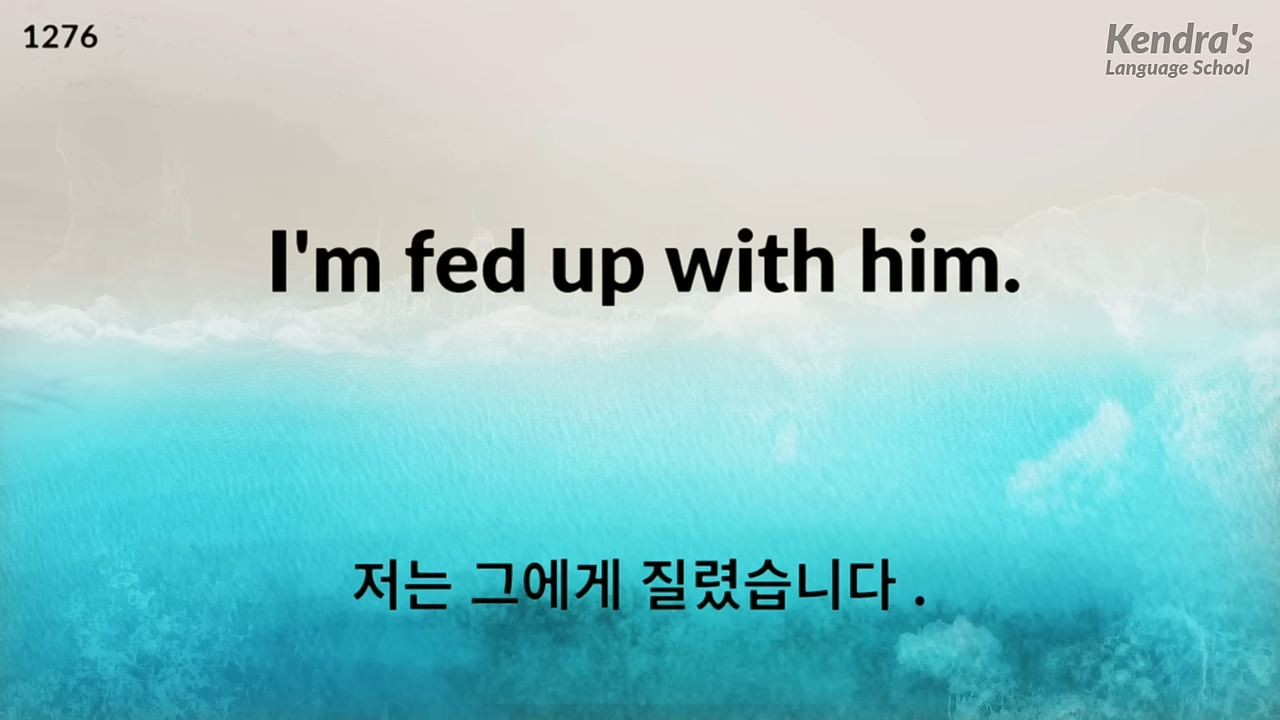 1276
Kendra's
Language School
I'm fed up with him.
저는 그에게 질렸습니다 .